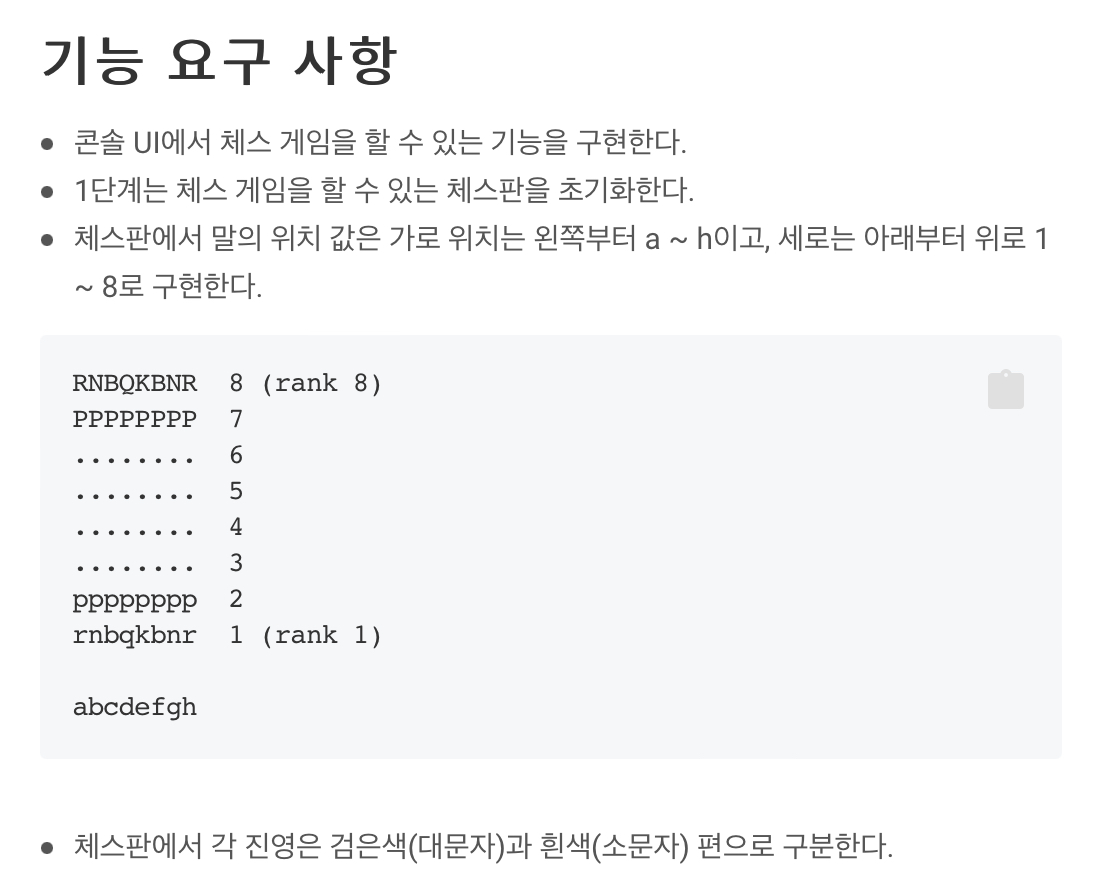 기능 요구 사항
콘솔 UI에서 체스 게임을 할 수 있는 기능을 구현한다.
1단계는 체스 게임을 할 수 있는 체스판을 초기화한다.
체스판에서 말의 위치 값은 가로 위치는 왼쪽부터 a ~ h이고, 세로는 아래부터 위로 1
~ 8로 구현한다.
RNBQKBNR  8 (rank 8)
PPPPPPPP  7
........  6
........  5
........  4
........  3
pppppppp  2
rnbqkbnr  1 (rank 1)
abcdefgh
체스판에서 각 진영은 검은색(대문자)과 흰색(소문자) 편으로 구분한다.